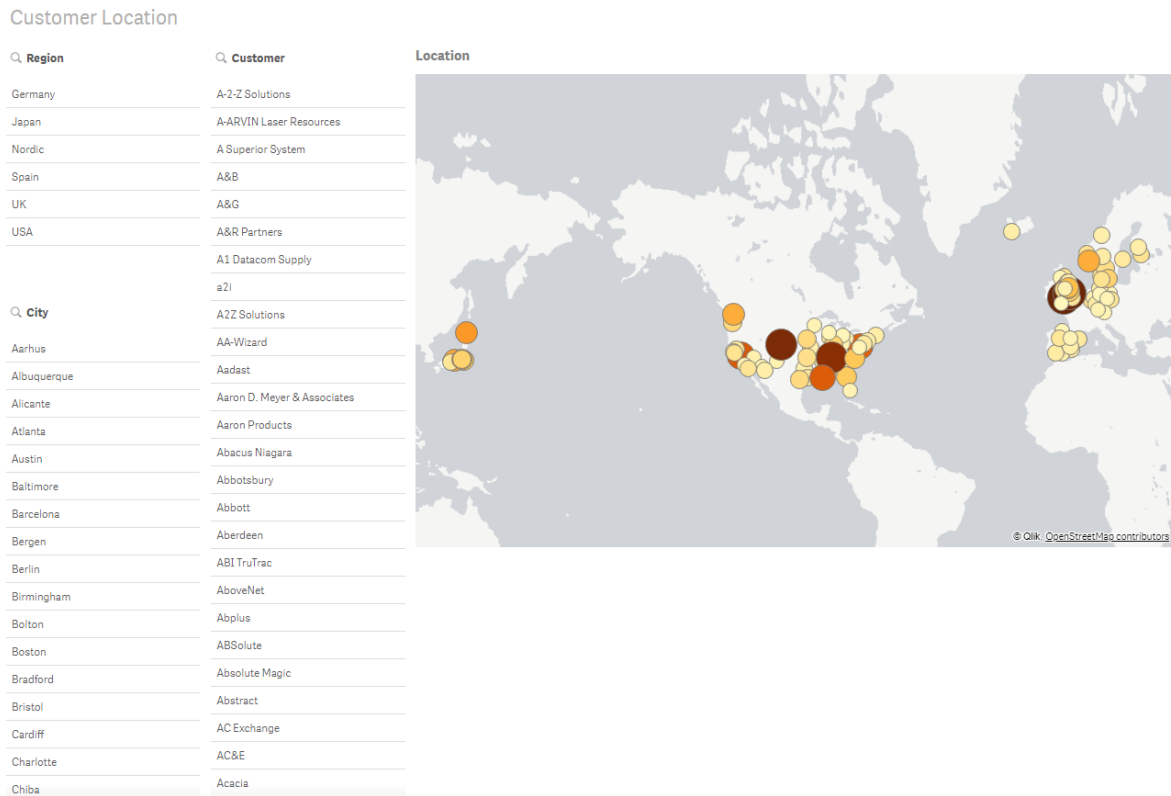 Customer Location
Region
Germany
Japan
Nordic
Spain
UK
USA
City
Aarhus
Albuquerque
Alicante
Atlanta
Austin
Baltimore
Barcelona
Bergen
Berlin
Birmingham
Bolton
Boston
Bradford
Bristol
Cardiff
Charlotte
Chiba
Customer
A-2-Z Solutions
A-ARVIN Laser Resources
A Superior System
A&B
A&G
A&R Partners
A1 Datacom Supply
a2i
A2Z Solutions
AA-Wizard
Aadast
Aaron D. Meyer & Associates
Aaron Products
Abacus Niagara
Abbotsbury
Abbott
Aberdeen
ABI TruTrac
AboveNet
Abplus
ABSolute
Absolute Magic
Abstract
AC Exchange
AC&E
Acacia
Location
© Qlik, OpenStreetMap contributors